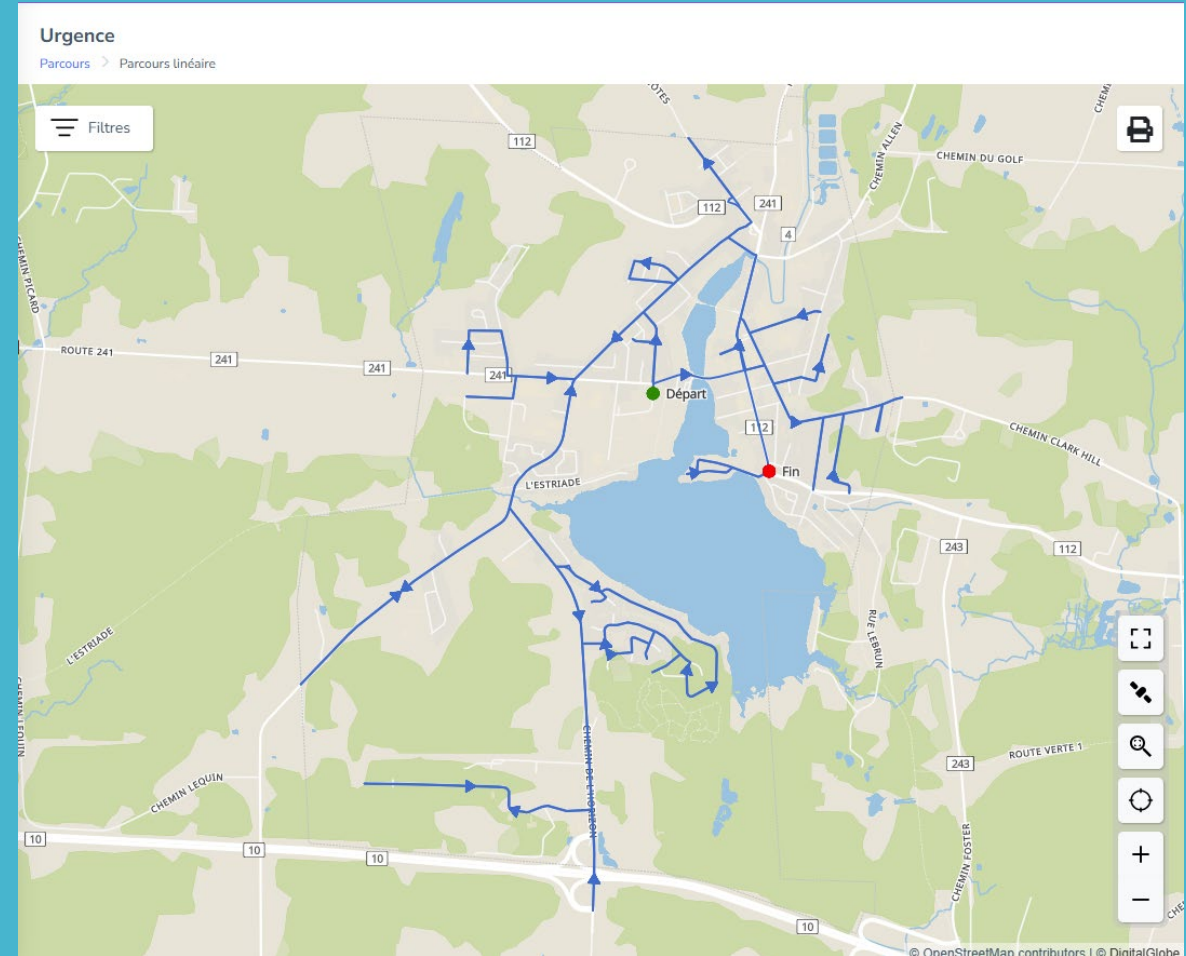 Urgence
Parcours > Parcours linéaire
Filtres
112
CHEMIN ALLEN
CHEMIN DU GOLF
112
241
4
CHEMIN PICARD
ROUTE 241
241
241
241
Départ
112
CHEMIN CLARK HILL
Fin
L'ESTRIADE
243
112
L'ESTRIADE
RUE LEBRUN
CHEMIN LEQUIN
CHEMIN DE L'HORIZON
ROUTE VERTE 1
243
CHEMIN LEQUIN
10
10
10
CHEMIN FOSTER
10
© OpenStreetMap contributors | © DigitalGlobe